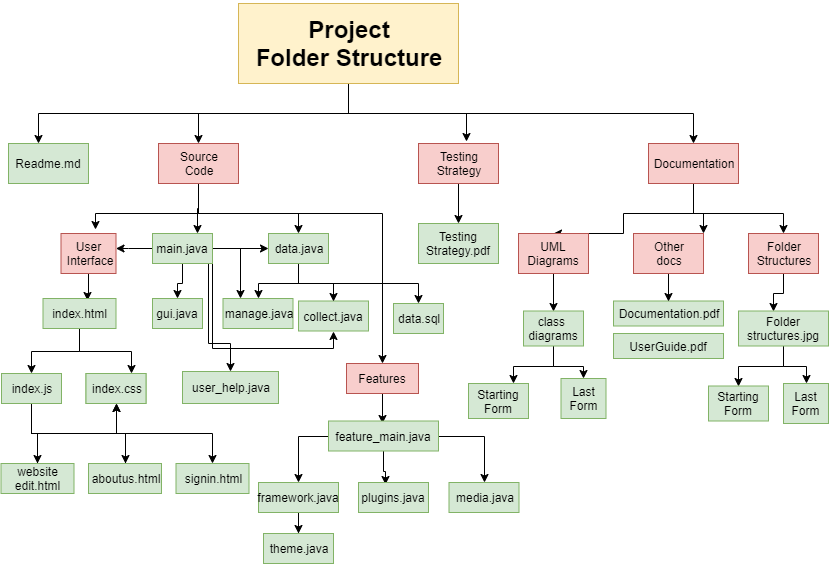 Project
Folder Structure
Readme.md
Source
Code
Testing
Strategy
Documentation
User
Interface
main.java
data.java
Testing
Strategy.pdf
UML
Diagrams
Other
docs
Folder
Structures
index.html
gui.java
manage.java
collect.java
data.sql
class
diagrams
Documentation.pdf
UserGuide.pdf
Folder
structures.jpg
index.js
index.css
user_help.java
Features
Starting
Form
Last
Form
Starting
Form
Last
Form
feature_main.java
website
edit.html
aboutus.html
signin.html
framework.java
plugins.java
media.java
theme.java